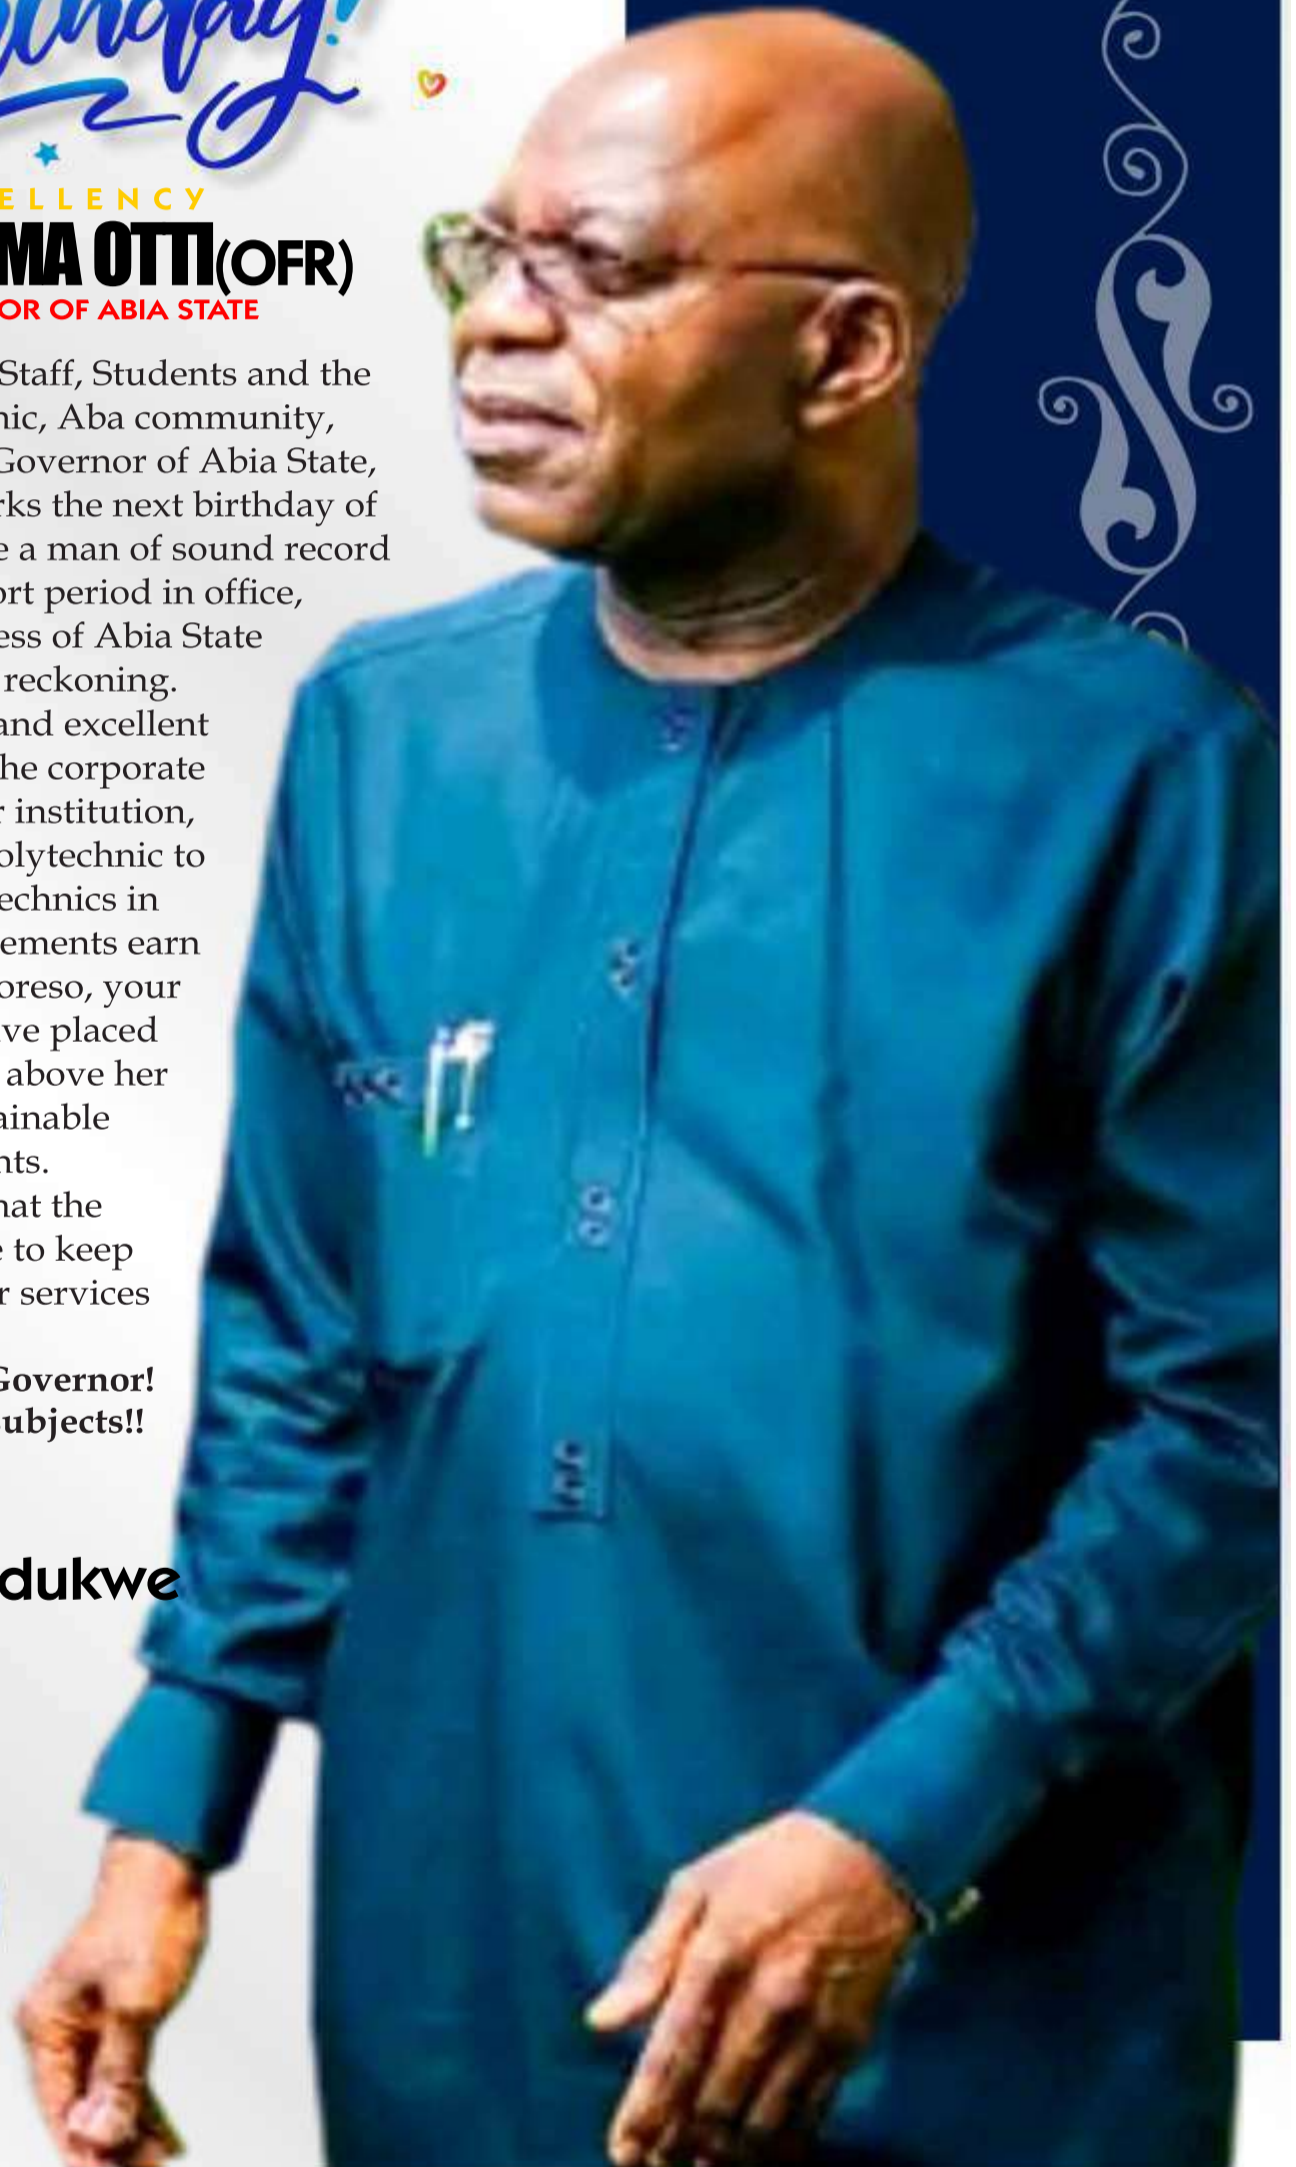 ELLENCY
MA OTTI(OFR)
OR OF ABIA STATE
Staff, Students and the
nic, Aba community,
Governor of Abia State,
rks the next birthday of
e a man of sound record
ort period in office,
ess of Abia State
reckoning.
and excellent
he corporate
r institution,
olytechnic to
echnics in
ements earn
oreso, your
ve placed
above her
ainable
nts.
hat the
e to keep
r services
Governor!
ubjects!!
dukwe